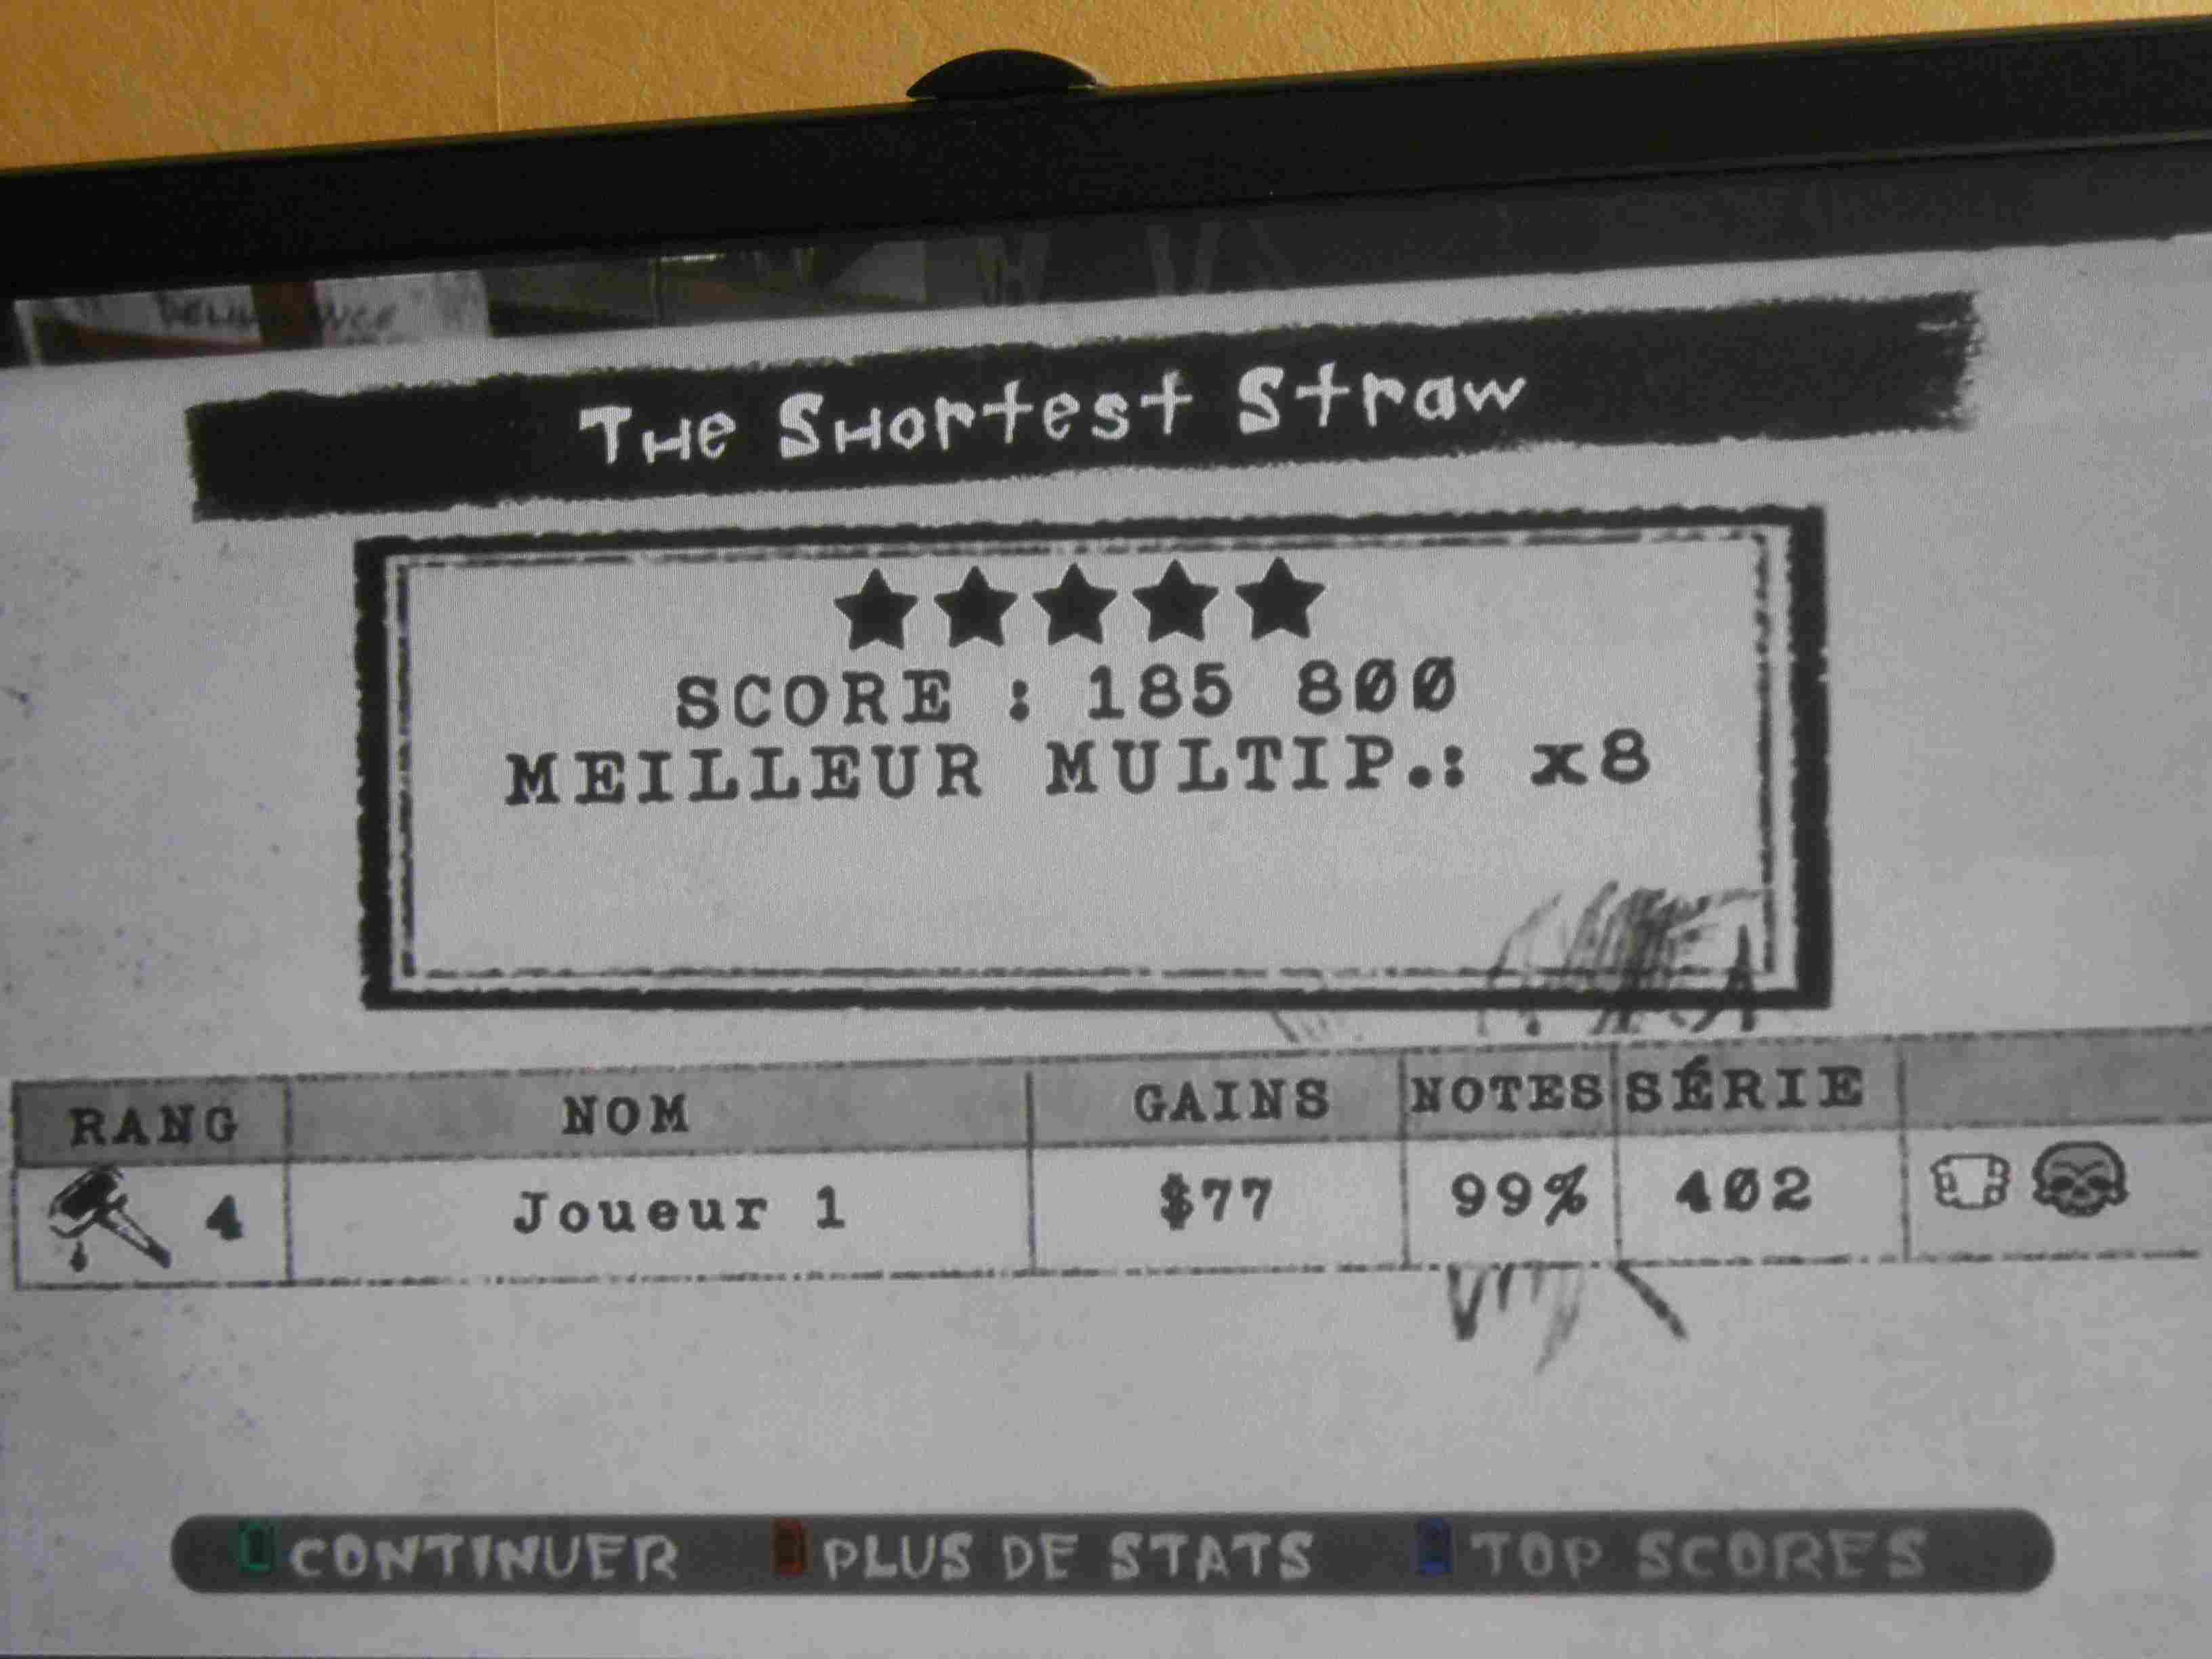 The Shortest Straw
SCORE : 185 800
MEILLEUR MULTIP.: x8
RANG NOM GAINS NOTES SÉRIE
4 Joueur 1 $77 99% 402
CONTINUER PLUS DE STATS TOP SCORES